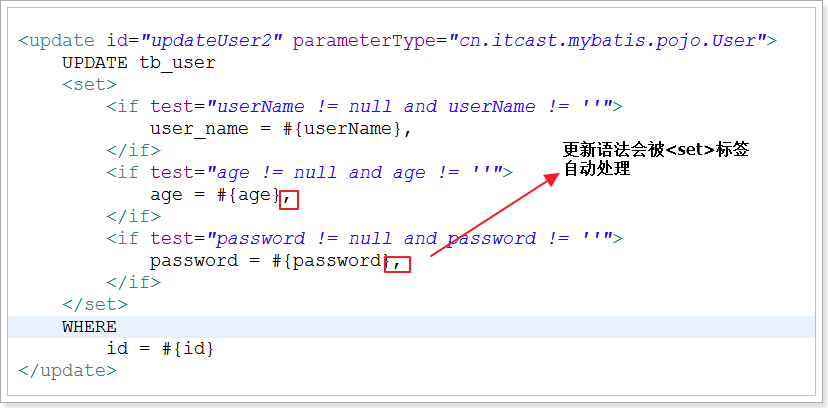 <update id="updateUser2" parameterType="cn.itcast.mybatis.pojo.User">
UPDATE tb_user
<set>
<if test="userName != null and userName != ''">
user_name = #{userName},
</if>
<if test="age != null and age != ''">
age = #{age},
</if>
<if test="password != null and password != ''">
password = #{password},
</if>
</set>
WHERE
id = #{id}
</update>
更新语法会被<set>标签
自动处理